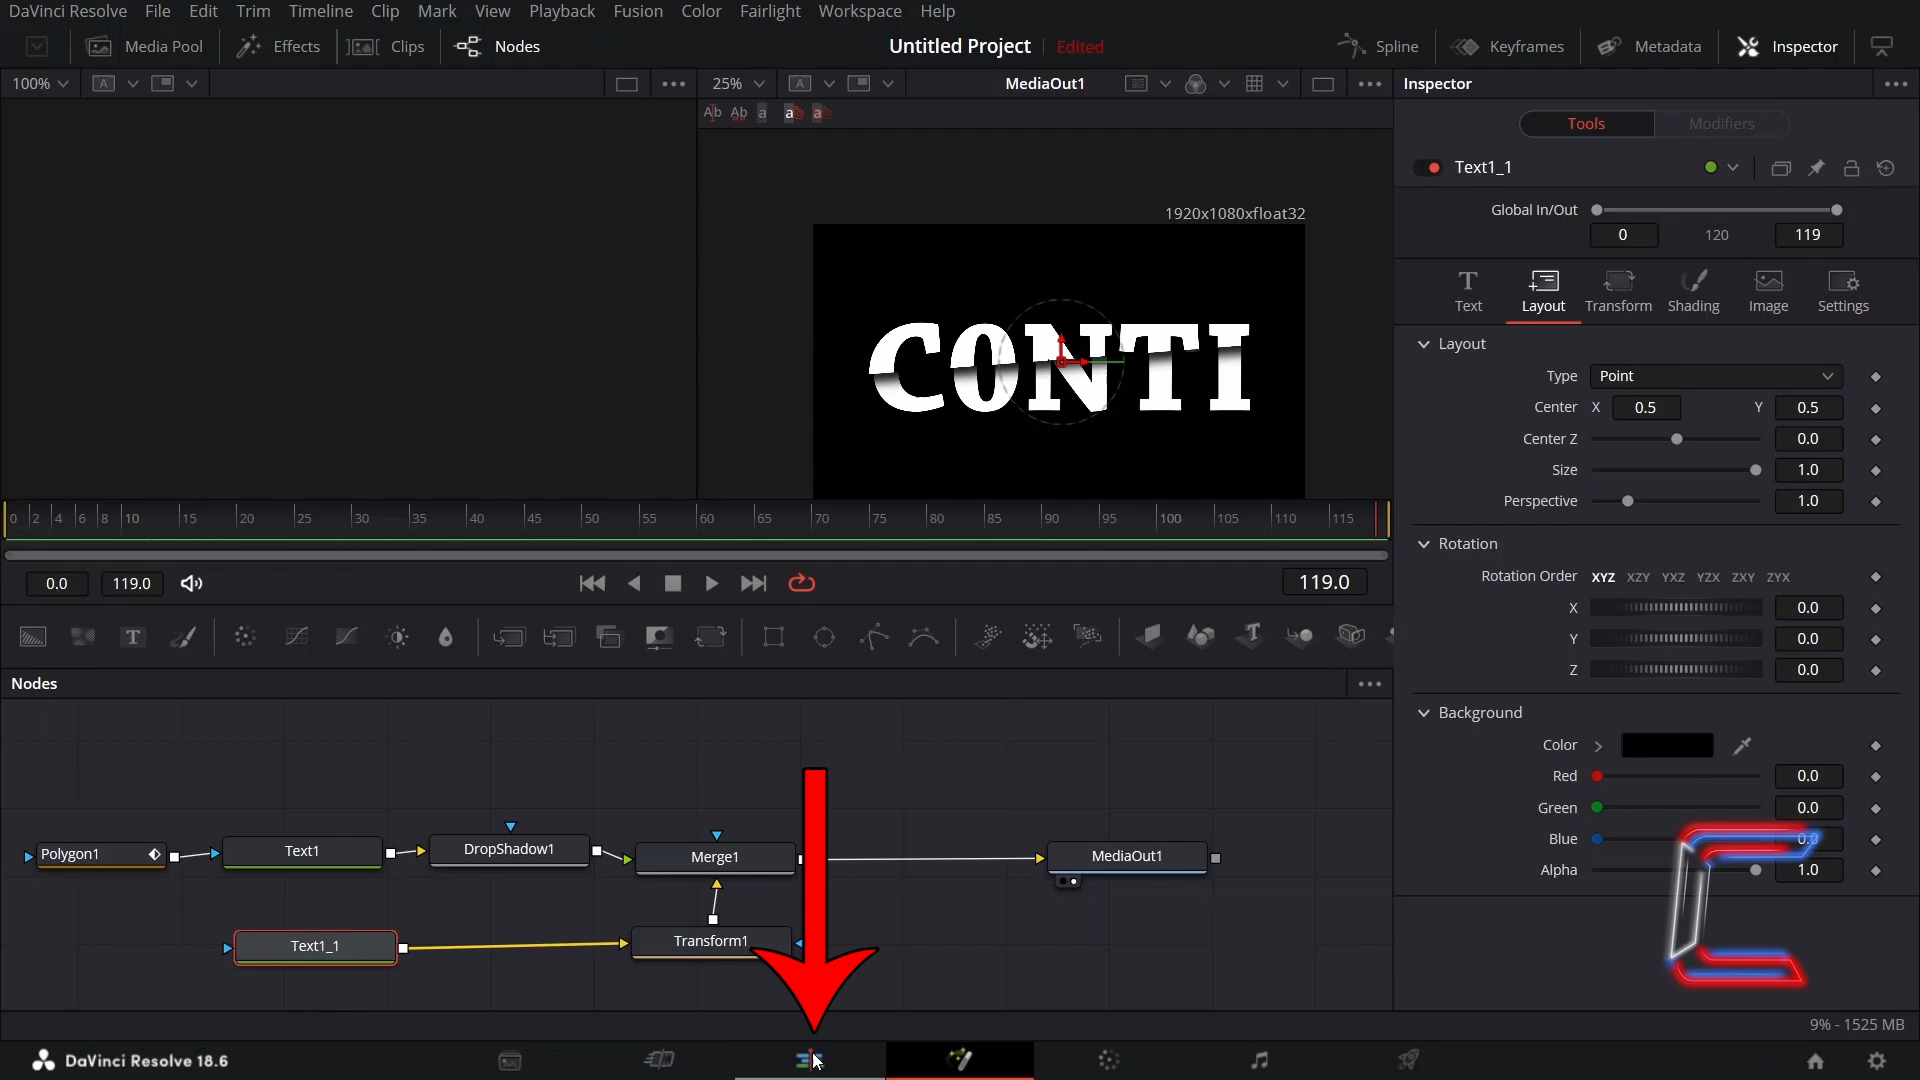 DaVinci Resolve File Edit Trim Timeline Clip Mark View Playback Fusion Color Fairlight Workspace Help
Media Pool Effects Clips Nodes Untitled Project Edited Spline Keyframes Metadata Inspector
100% A 25% A MediaOut1 Inspector
Ab Ab a ab ab
Tools Modifiers
Text1_1
1920x1080xfloat32
Global In/Out
0 120 119
C0NTI
Text Layout Transform Shading Image Settings
Layout
Type Point
Center X 0.5 Y 0.5
Center Z 0.0
Size 1.0
Perspective 1.0
0 2 4 6 8 10 15 20 25 30 35 40 45 50 55 60 65 70 75 80 85 90 95 100 105 110 115
Rotation
Rotation Order XYZ XZY YXZ YZX ZXY ZYX
0.0 119.0 119.0
X 0.0
Y 0.0
Z 0.0
T T
Nodes
Background
Color
Red 0.0
Green 0.0
Blue 0.0
Alpha 1.0
Polygon1 Text1 DropShadow1 Merge1 MediaOut1
Text1_1 Transform1
9% - 1525 MB
DaVinci Resolve 18.6